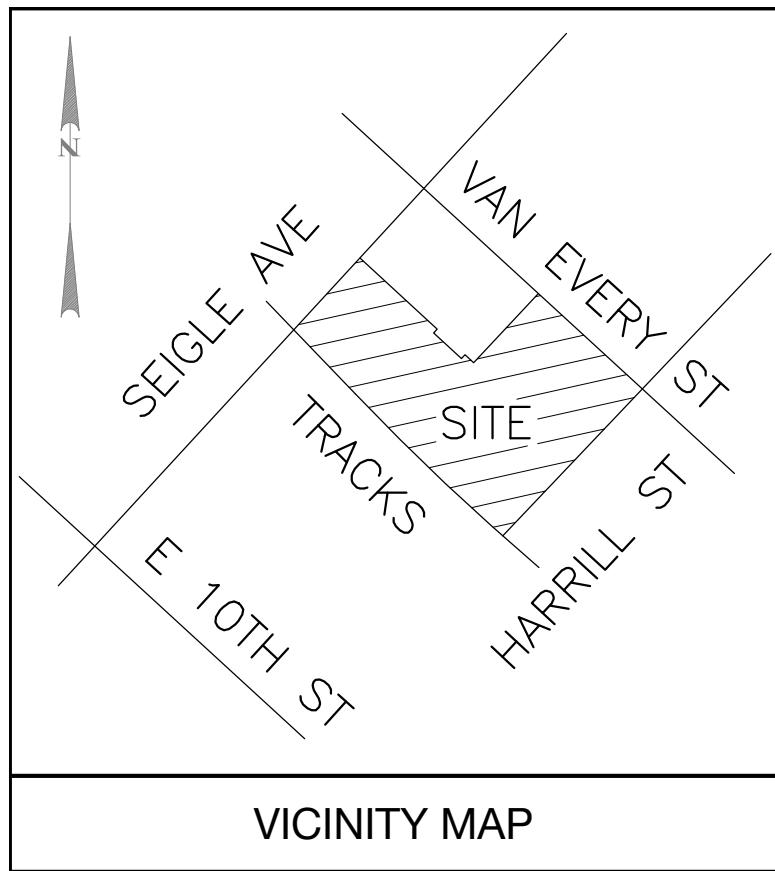 N
VAN EVERY ST
SEIGLE AVE
SITE
TRACKS
HARRILL ST
E 10TH ST
VICINITY MAP